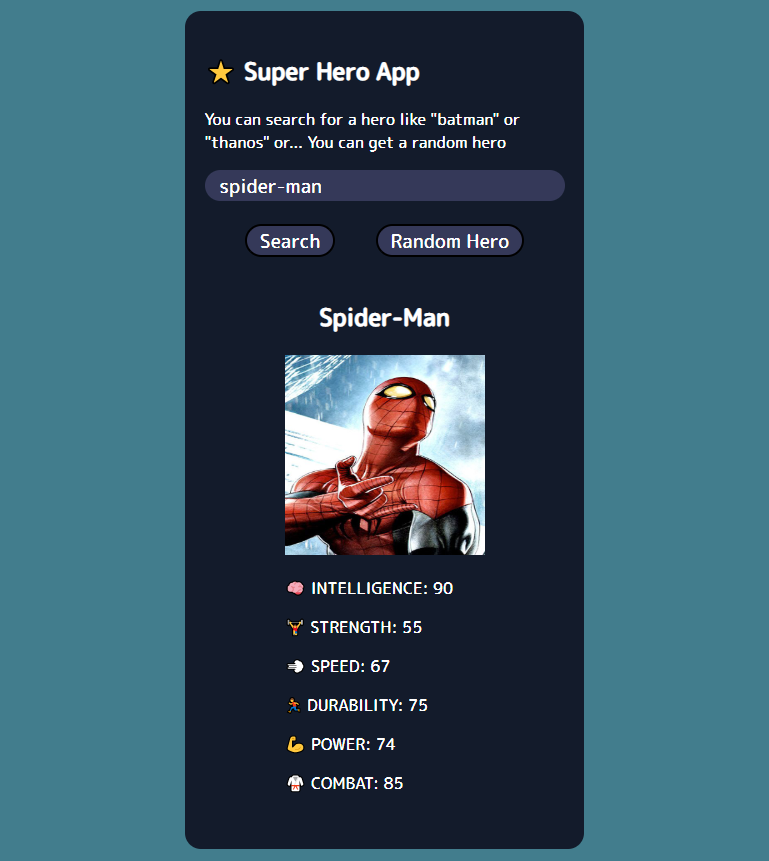 ⭐ Super Hero App
You can search for a hero like "batman" or
"thanos" or... You can get a random hero
spider-man
Search
Random Hero
Spider-Man
🧠 INTELLIGENCE: 90
🏋️ STRENGTH: 55
💨 SPEED: 67
🏃 DURABILITY: 75
💪 POWER: 74
🥋 COMBAT: 85